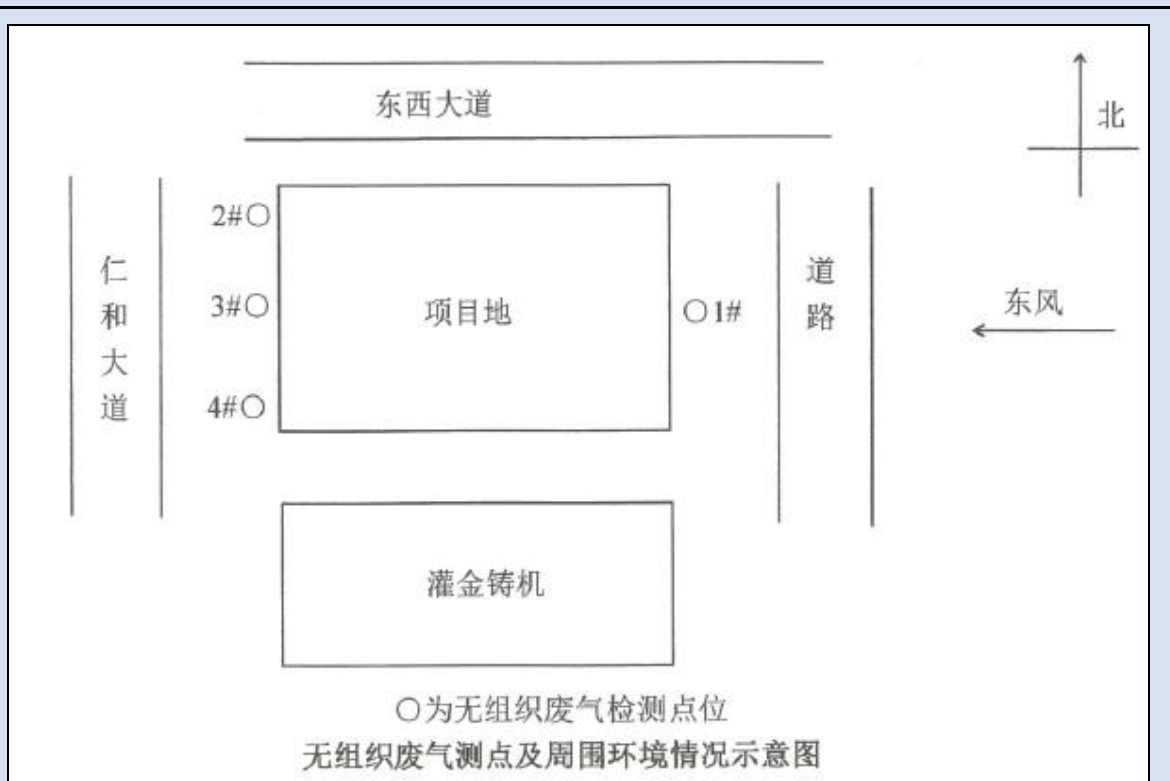 东西大道
北
2#○
仁和大道
3#○
项目地
○1#
道路
东风
4#○
灌金铸机
○为无组织废气检测点位
无组织废气测点及周围环境情况示意图